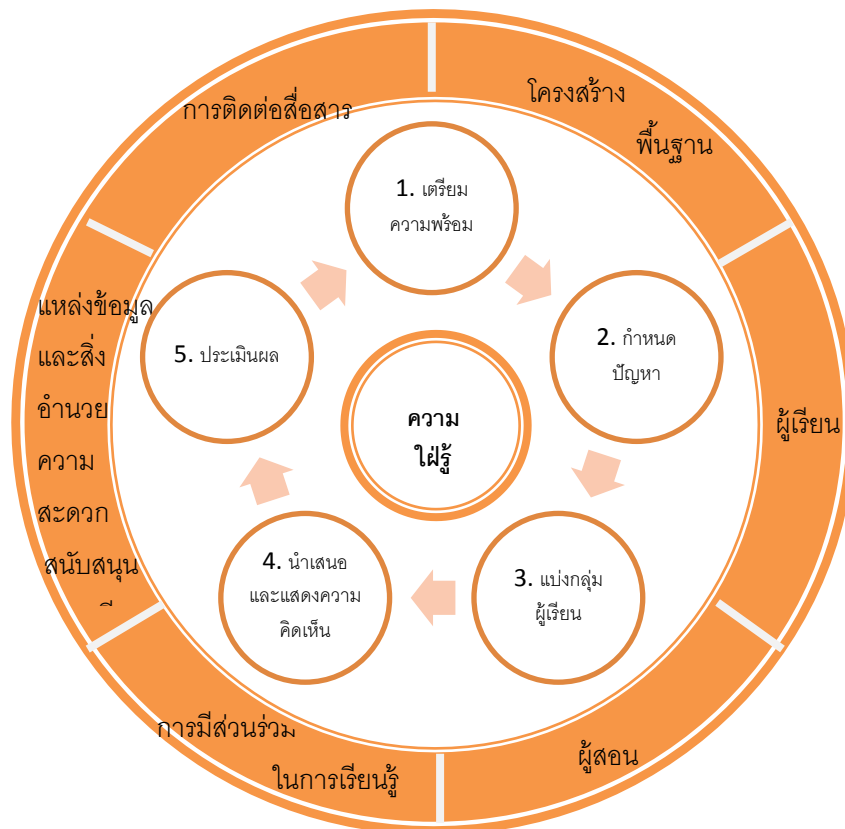 การติดต่อสื่อสาร
โครงสร้าง
พื้นฐาน
1. เตรียม
ความพร้อม
2. กำหนด
ปัญหา
3. แบ่งกลุ่ม
ผู้เรียน
4. นำเสนอ
และแสดงความ
คิดเห็น
5. ประเมินผล
ความ
ใฝ่รู้
ผู้เรียน
ผู้สอน
การมีส่วนร่วม
ในการเรียนรู้
แหล่งข้อมูล
และสิ่ง
อำนวย
ความ
สะดวก
สนับสนุน